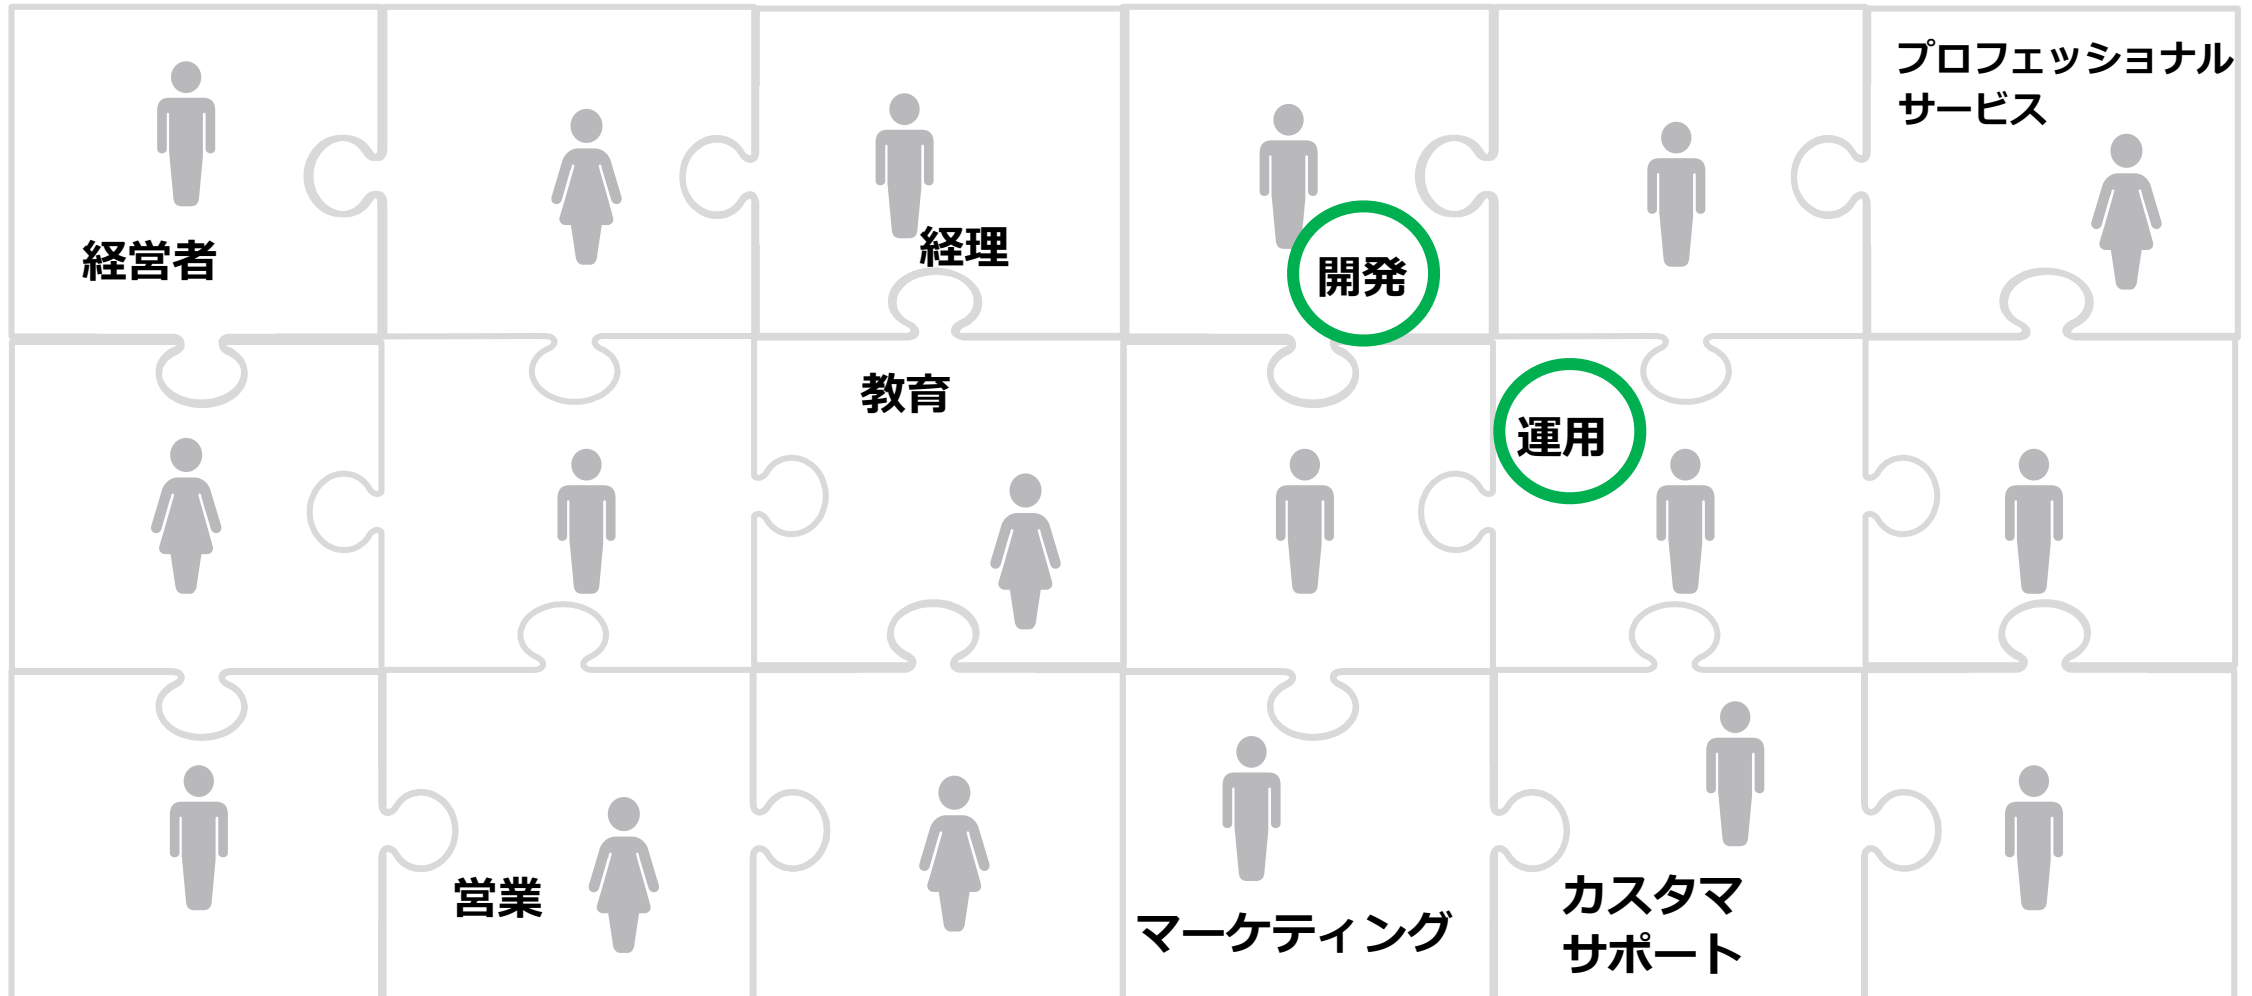 プロフェッショナル
サービス
経営者
経理
開発
教育
運用
営業
マーケティング
カスタマ
サポート